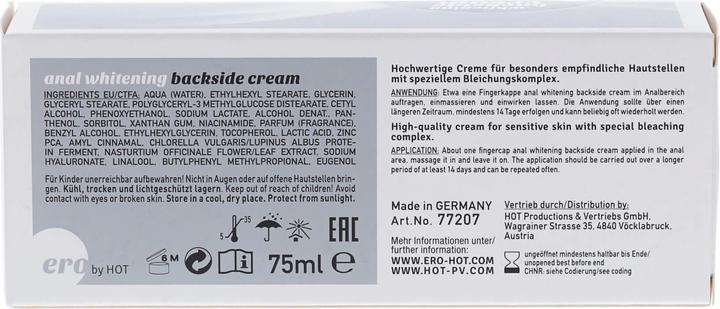 anal whitening backside cream
INGREDIENTS EU/CTFA: AQUA (WATER), ETHYLHEXYL STEARATE, GLYCERIN,
GLYCERYL STEARATE, POLYGLYCERYL-3 METHYLGLUCOSE DISTEARATE, CETYL
ALCOHOL, PHENOXYETHANOL, SODIUM LACTATE, ALCOHOL DENAT., PAN-
THENOL, SORBITOL, XANTHAN GUM, NIACINAMIDE, PARFUM (FRAGRANCE),
BENZYL ALCOHOL, ETHYLHEXYLGLYCERIN, TOCOPHEROL, LACTIC ACID, ZINC
PCA, AMYL CINNAMAL, CHLORELLA VULGARIS/LUPINUS ALBUS PROTE-
IN FERMENT, NASTURTIUM OFFICINALE FLOWER/LEAF EXTRACT, SODIUM
HYALURONATE, LINALOOL, BUTYLPHENYL METHYLPROPIONAL, EUGENOL
Für Kinder unerreichbar aufbewahren! Nicht in Augen oder auf offene Hautstellen brin-
gen. Kühl, trocken und lichtgeschützt lagern. Keep out of reach of children! Avoid
contact with eyes or broken skin. Store in a cool, dry place. Protect from sunlight.
5 35
EAC
ero by HOT
6 M
75ml e
Hochwertige Creme für besonders empfindliche Hautstellen
mit speziellem Bleichungskomplex.
ANWENDUNG: Etwa eine Fingerkappe anal whitening backside cream im Analbereich
auftragen, einmassieren und einwirken lassen. Die Anwendung sollte über einen
längeren Zeitraum, mindestens 14 Tage erfolgen und kann beliebig oft wiederholt werden.
High-quality cream for sensitive skin with special bleaching
complex.
APPLICATION: About one fingercap anal whitening backside cream applied in the anal
area, massage it in and leave it on. The application should be carried out over a longer
period of at least 14 days and can be repeated often.
Made in GERMANY
Art.No. 77207
Mehr Informationen unter/
further information:
WWW.ERO-HOT.COM
WWW.HOT-PV.COM
Vertrieb durch/Distribution by:
HOT Productions & Vertriebs GmbH,
Wagrainer Strasse 35, 4840 Vöcklabruck,
Austria
ungeöffnet mindestens haltbar bis Ende/
unopened best before end
CHNR: siehe Codierung/see coding